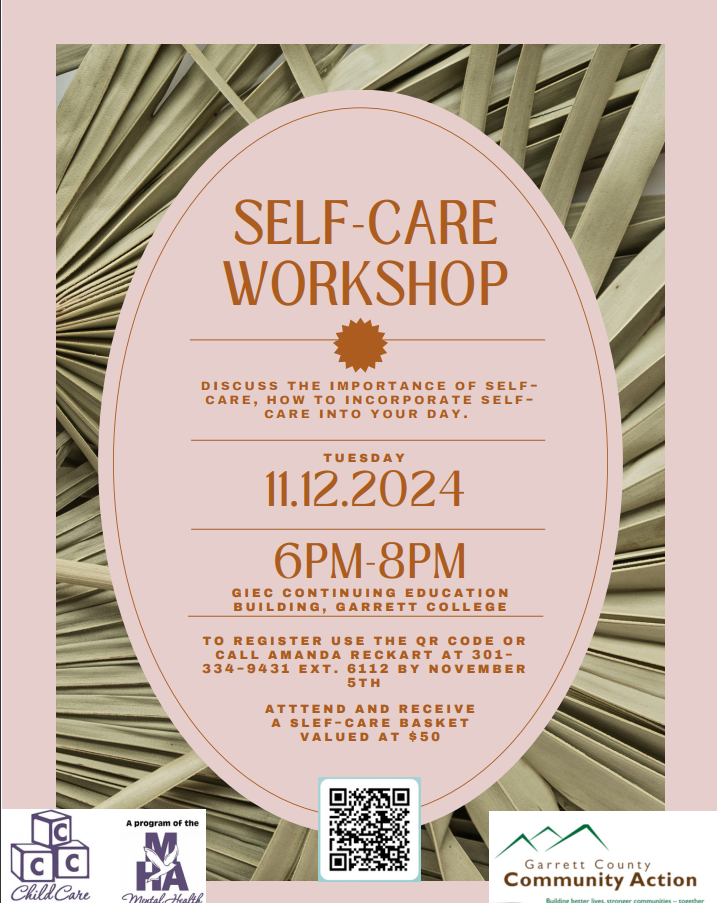 SELF-CARE
WORKSHOP
DISCUSS THE IMPORTANCE OF SELF-
CARE, HOW TO INCORPORATE SELF-
CARE INTO YOUR DAY.
TUESDAY
11.12.2024
6PM-8PM
GIEC CONTINUING EDUCATION
BUILDING, GARRETT COLLEGE
TO REGISTER USE THE QR CODE OR
CALL AMANDA RECKART AT 301-
334-9431 EXT. 6112 BY NOVEMBER
5TH
ATTTEND AND RECEIVE
A SLEF-CARE BASKET
VALUED AT $50
C
C C
Child Care
A program of the
M
HA
Mental Health
Garrett County
Community Action
Building better lives, stronger communities – together